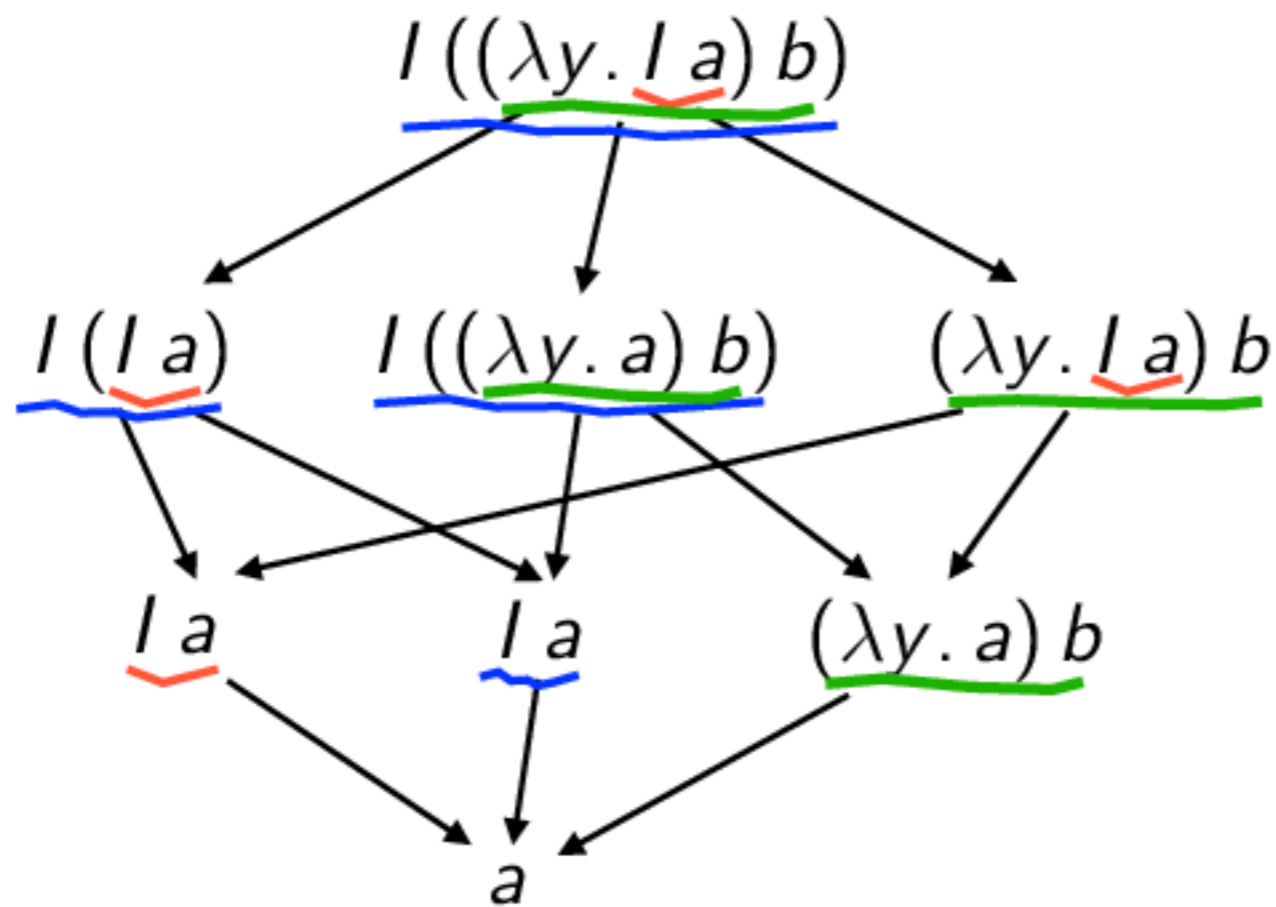 I ((λy. I a) b)
I (I a) I ((λy. a) b) (λy. I a) b
I a I a (λy. a) b
a